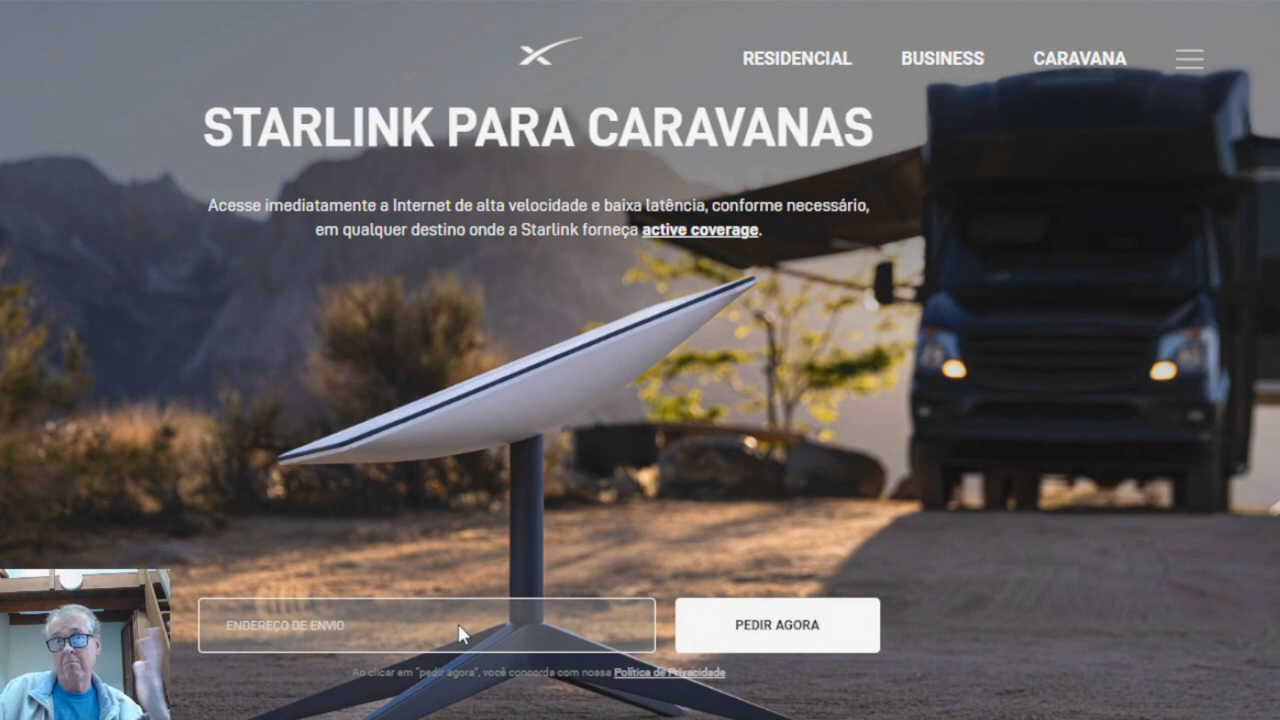 RESIDENCIAL BUSINESS CARAVANA
STARLINK PARA CARAVANAS
Acesse imediatamente a Internet de alta velocidade e baixa latência, conforme necessário,
em qualquer destino onde a Starlink forneça active coverage.
ENDEREÇO DE ENVIO
PEDIR AGORA
Ao clicar em "pedir agora", você concorda com nossa Política de Privacidade